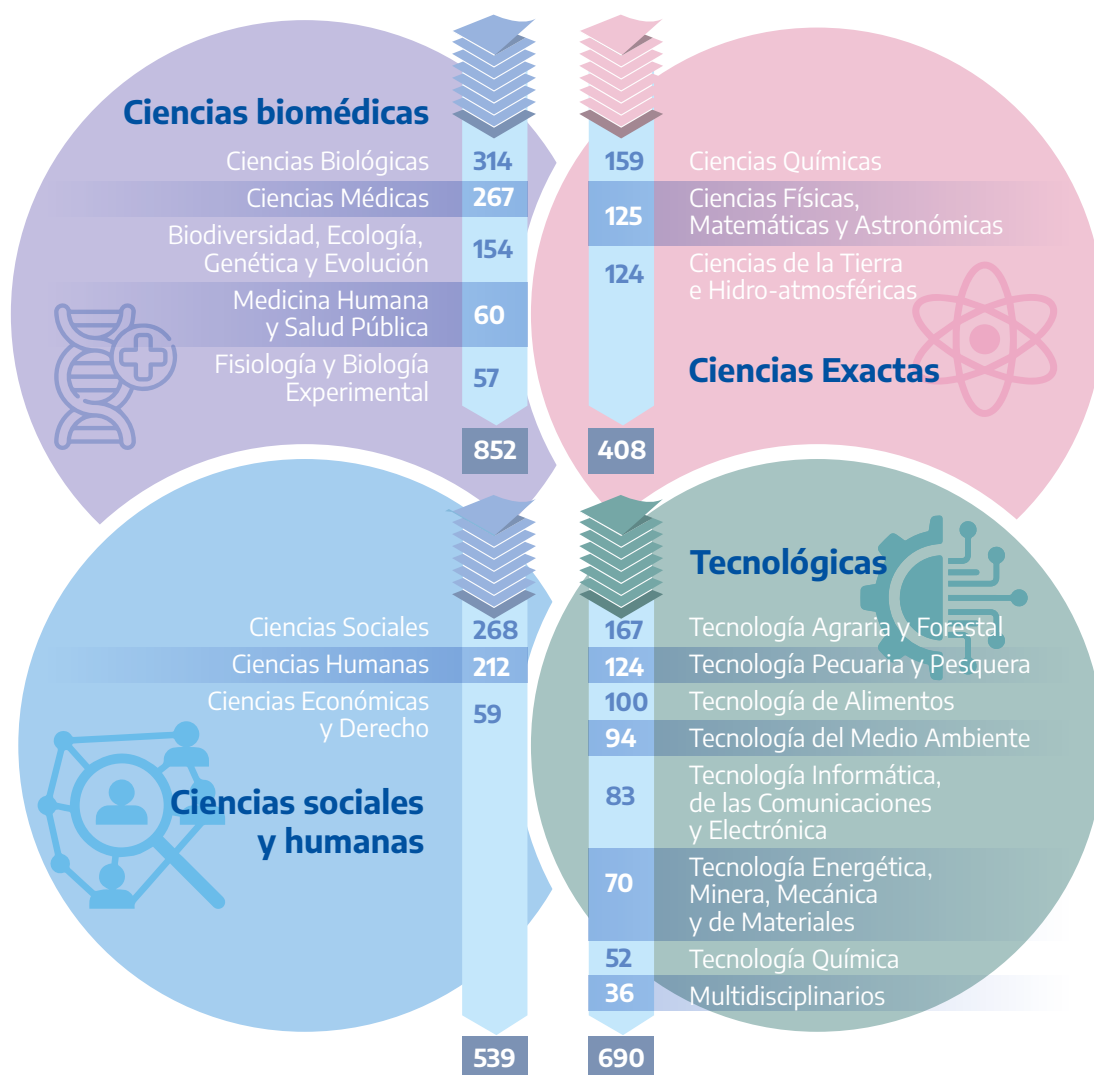 Ciencias biomédicas
Ciencias Biológicas 314
Ciencias Médicas 267
Biodiversidad, Ecología,
Genética y Evolución 154
Medicina Humana
y Salud Pública 60
Fisiología y Biología
Experimental 57
852
159 Ciencias Químicas
125 Ciencias Físicas,
Matemáticas y Astronómicas
124 Ciencias de la Tierra
e Hidro-atmosféricas
Ciencias Exactas
408
Ciencias Sociales 268
Ciencias Humanas 212
Ciencias Económicas
y Derecho 59
Ciencias sociales
y humanas
539
Tecnológicas
167 Tecnología Agraria y Forestal
124 Tecnología Pecuaria y Pesquera
100 Tecnología de Alimentos
94 Tecnología del Medio Ambiente
83 Tecnología Informática,
de las Comunicaciones
y Electrónica
70 Tecnología Energética,
Minera, Mecánica
y de Materiales
52 Tecnología Química
36 Multidisciplinarios
690